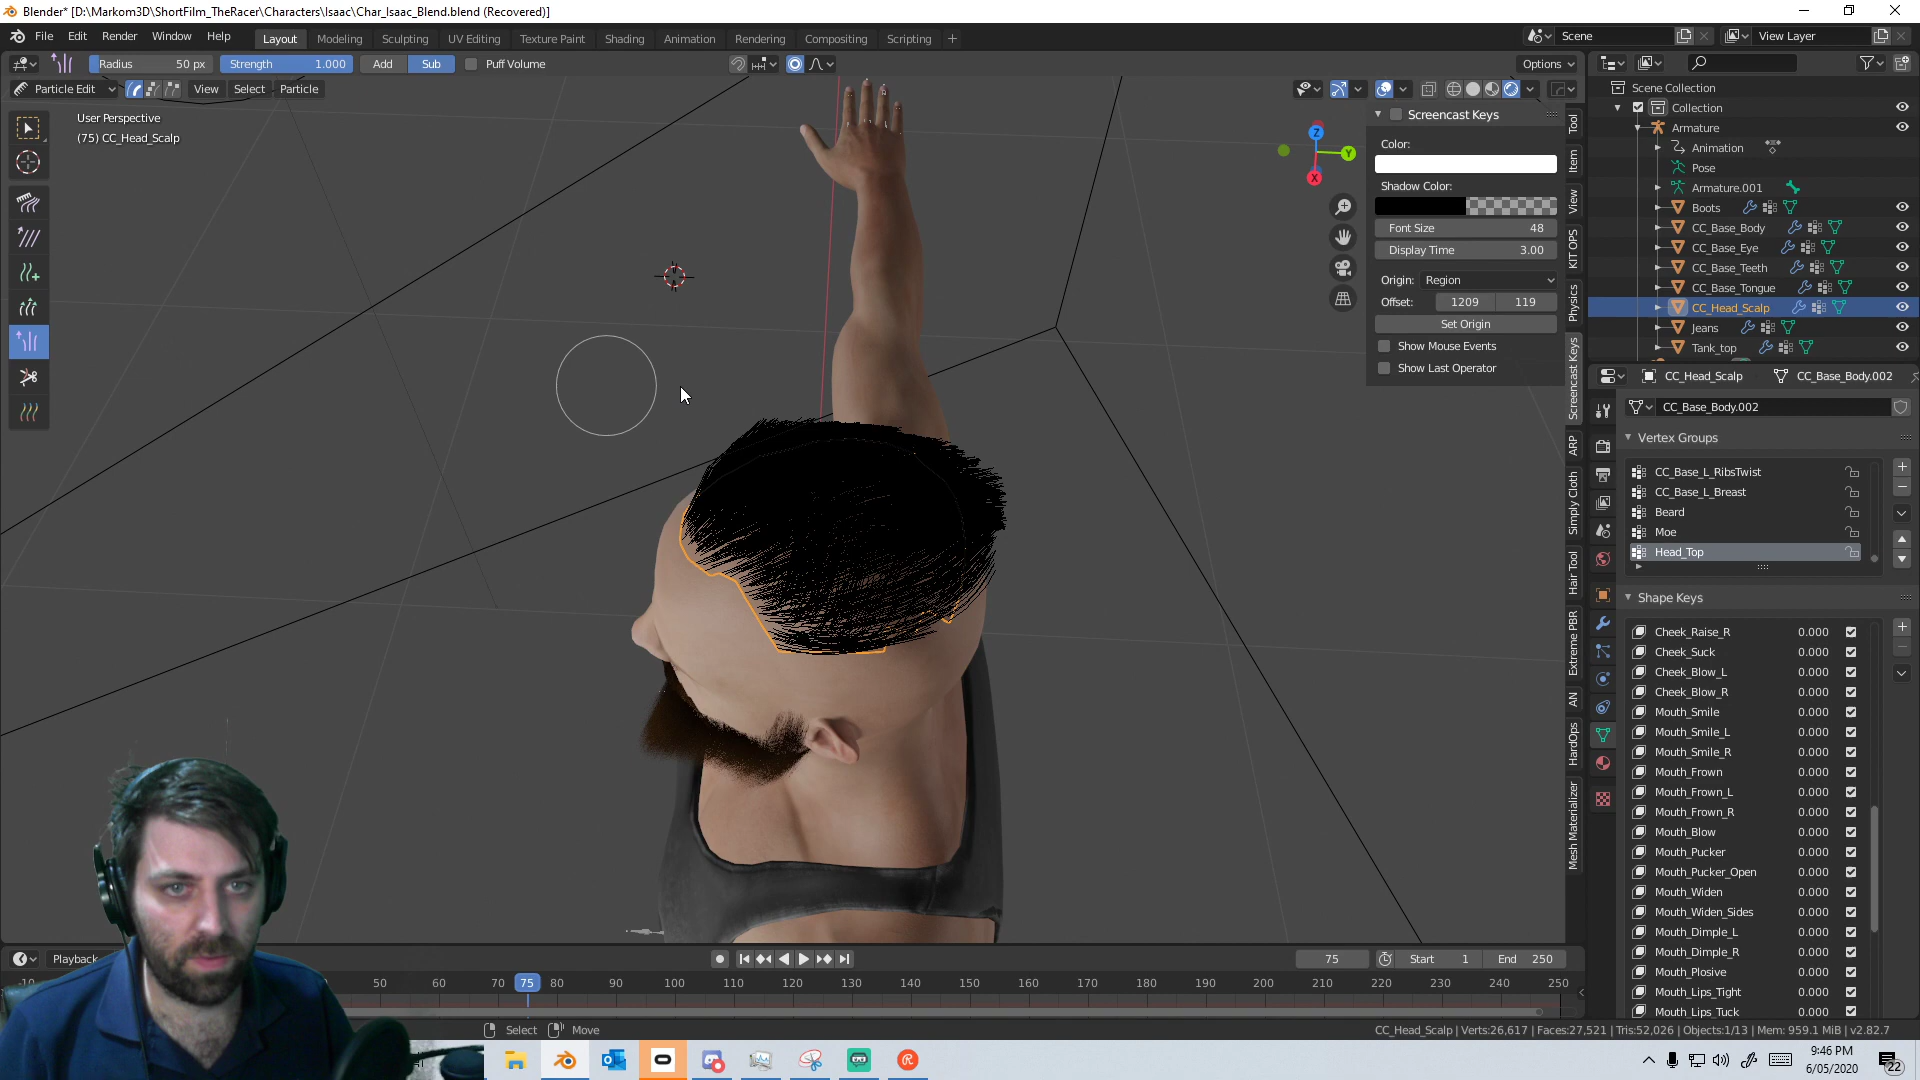 Blender* [D:\Markom3D\ShortFilm_TheRacer\Characters\Isaac\Char_Isaac_Blend.blend (Recovered)]
File Edit Render Window Help
Layout Modeling Sculpting UV Editing Texture Paint Shading Animation Rendering Compositing Scripting +
Scene
View Layer
Radius 50 px Strength 1.000 Add Sub Puff Volume
Options
Particle Edit View Select Particle
User Perspective
(75) CC_Head_Scalp
Z
Y
X
Screencast Keys
Color:
Shadow Color:
Font Size 48
Display Time 3.00
Origin: Region
Offset: 1209 119
Set Origin
Show Mouse Events
Show Last Operator
Tool
Item
View
KIT OPS
Physics
Screencast Keys
ARP
Simply Cloth
Hair Tool
Extreme PBR
AN
HardOps
Mesh Materializer
Scene Collection
Collection
Armature
Animation
Pose
Armature.001
Boots
CC_Base_Body
CC_Base_Eye
CC_Base_Teeth
CC_Base_Tongue
CC_Head_Scalp
Jeans
Tank_top
CC_Head_Scalp CC_Base_Body.002
CC_Base_Body.002
Vertex Groups
CC_Base_L_RibsTwist
CC_Base_L_Breast
Beard
Moe
Head_Top
Shape Keys
Cheek_Raise_R 0.000
Cheek_Suck 0.000
Cheek_Blow_L 0.000
Cheek_Blow_R 0.000
Mouth_Smile 0.000
Mouth_Smile_L 0.000
Mouth_Smile_R 0.000
Mouth_Frown 0.000
Mouth_Frown_L 0.000
Mouth_Frown_R 0.000
Mouth_Blow 0.000
Mouth_Pucker 0.000
Mouth_Pucker_Open 0.000
Mouth_Widen 0.000
Mouth_Widen_Sides 0.000
Mouth_Dimple_L 0.000
Mouth_Dimple_R 0.000
Mouth_Plosive 0.000
Mouth_Lips_Tight 0.000
Mouth_Lips_Tuck 0.000
Playback
75 Start 1 End 250
-10 50 60 70 75 80 90 100 110 120 130 140 150 160 170 180 190 200 210 220 230 240 250
Select Move
CC_Head_Scalp | Verts:26,617 | Faces:27,521 | Tris:52,026 | Objects:1/13 | Mem: 959.1 MiB | v2.82.7
9:46 PM
6/05/2020
22